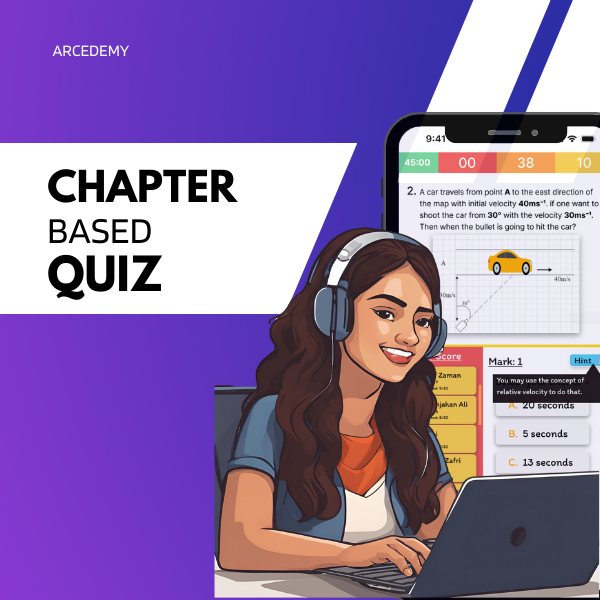 ARCEDEMY
CHAPTER
BASED
QUIZ
9:41
45:00 00 38 10
2. A car travels from point A to the east direction of
the map with initial velocity 40ms⁻¹. if one want to
shoot the car from 30° with the velocity 30ms⁻¹.
Then when the bullet is going to hit the car?
A
40m/s
30°
Score
Mark: 1
Hint
You may use the concept of
relative velocity to do that.
Zaman
njahan Ali
Zafri
A. 20 seconds
B. 5 seconds
C. 13 seconds